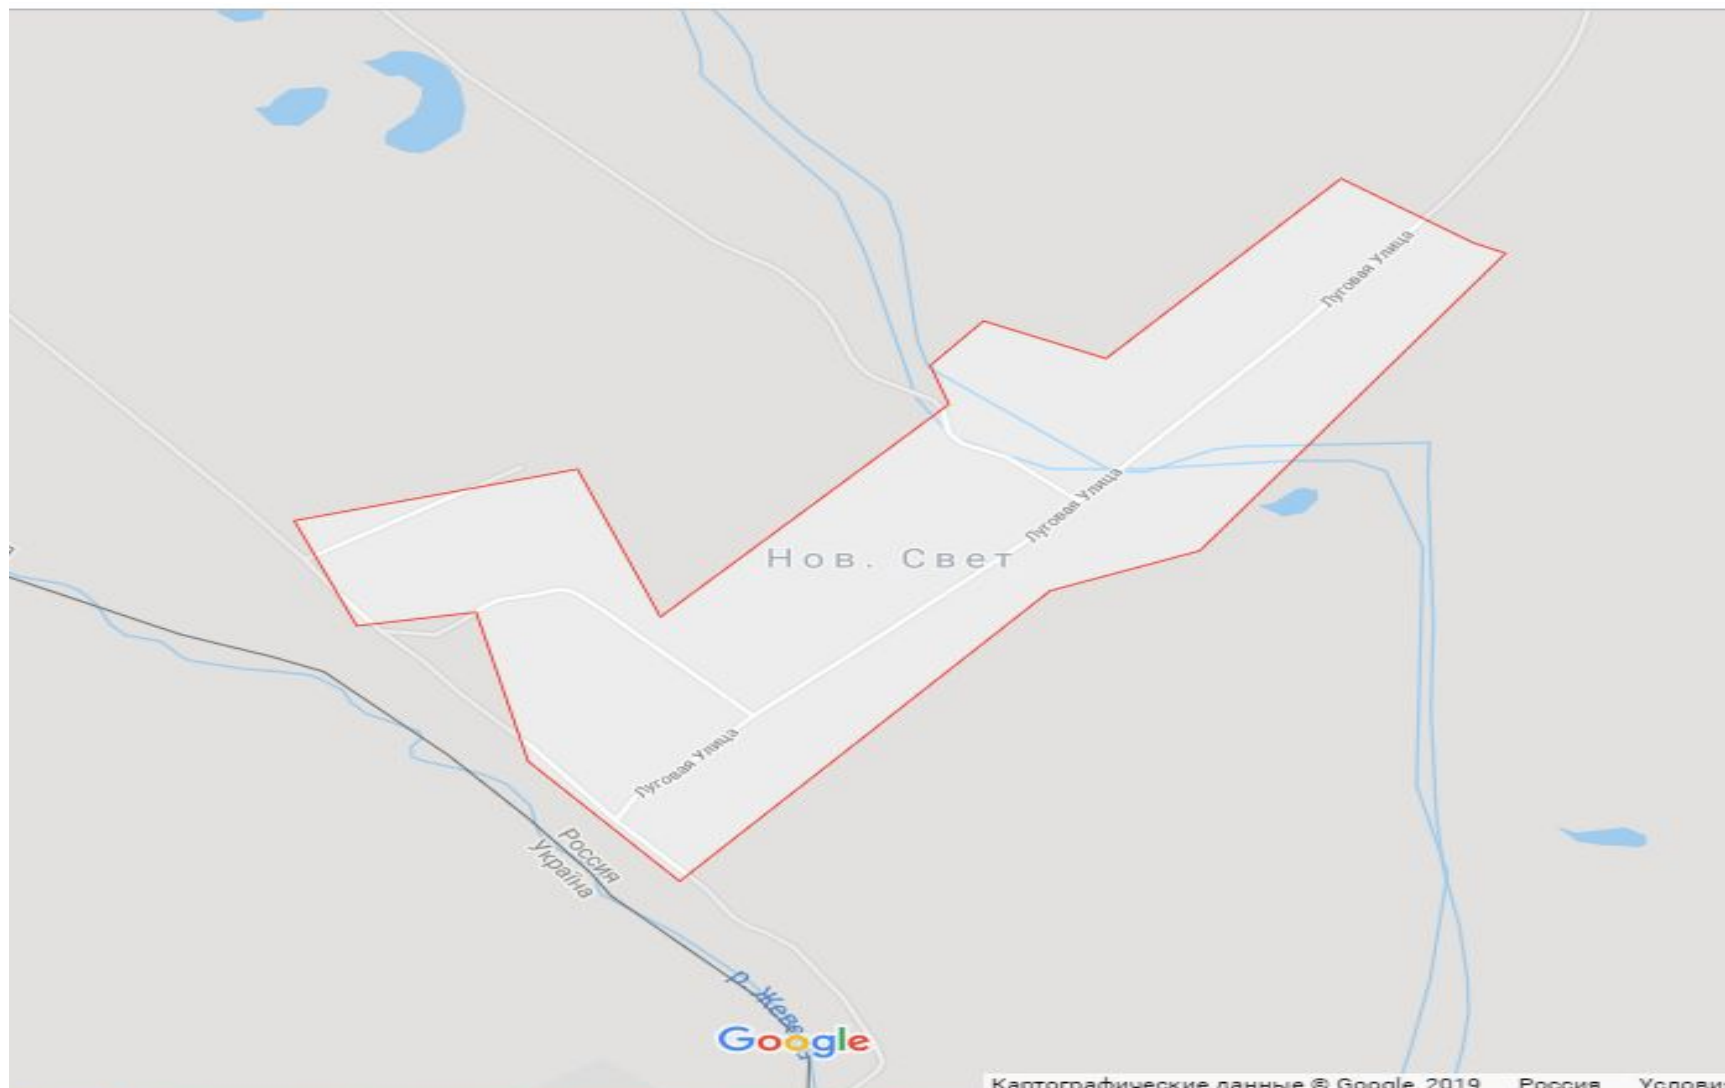 Луговая Улица
Луговая Улица
Нов. Свет
Луговая Улица
Россия
Україна
Google
Картографические данные © Google, 2019 Россия